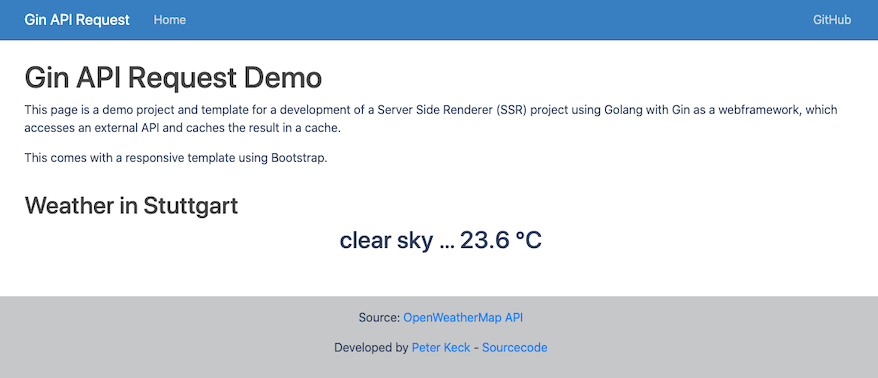 Gin API Request Home GitHub
Gin API Request Demo
This page is a demo project and template for a development of a Server Side Renderer (SSR) project using Golang with Gin as a webframework, which
accesses an external API and caches the result in a cache.
This comes with a responsive template using Bootstrap.
Weather in Stuttgart
clear sky ... 23.6 °C
Source: OpenWeatherMap API
Developed by Peter Keck - Sourcecode